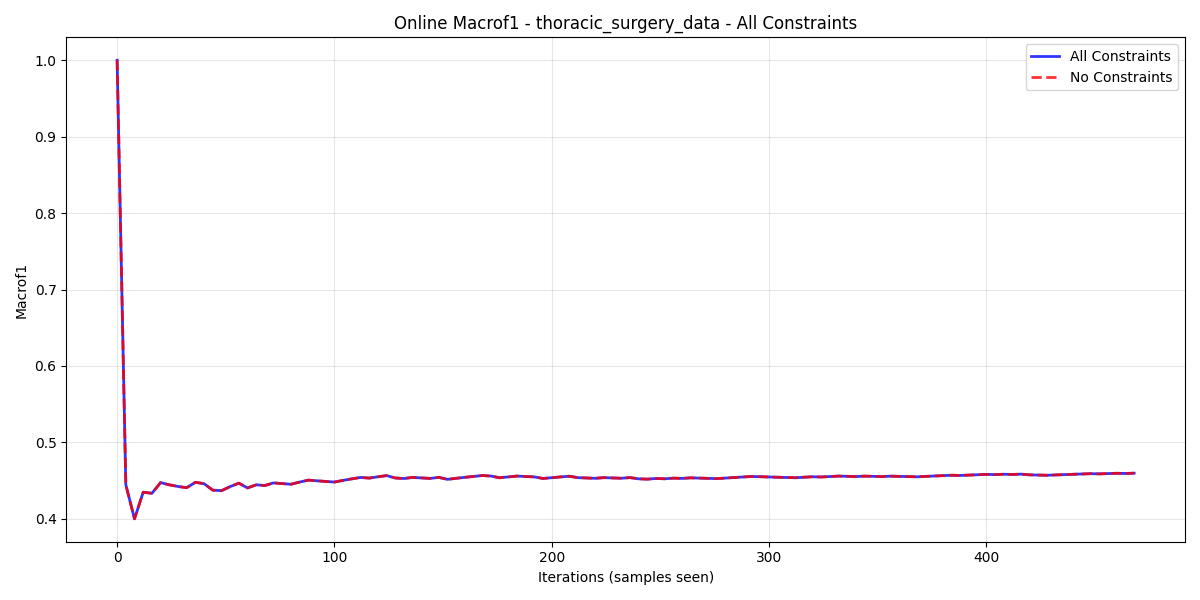 Online Macrof1 - thoracic_surgery_data - All Constraints
All Constraints
No Constraints
Macrof1
1.0
0.9
0.8
0.7
0.6
0.5
0.4
0 100 200 300 400
Iterations (samples seen)